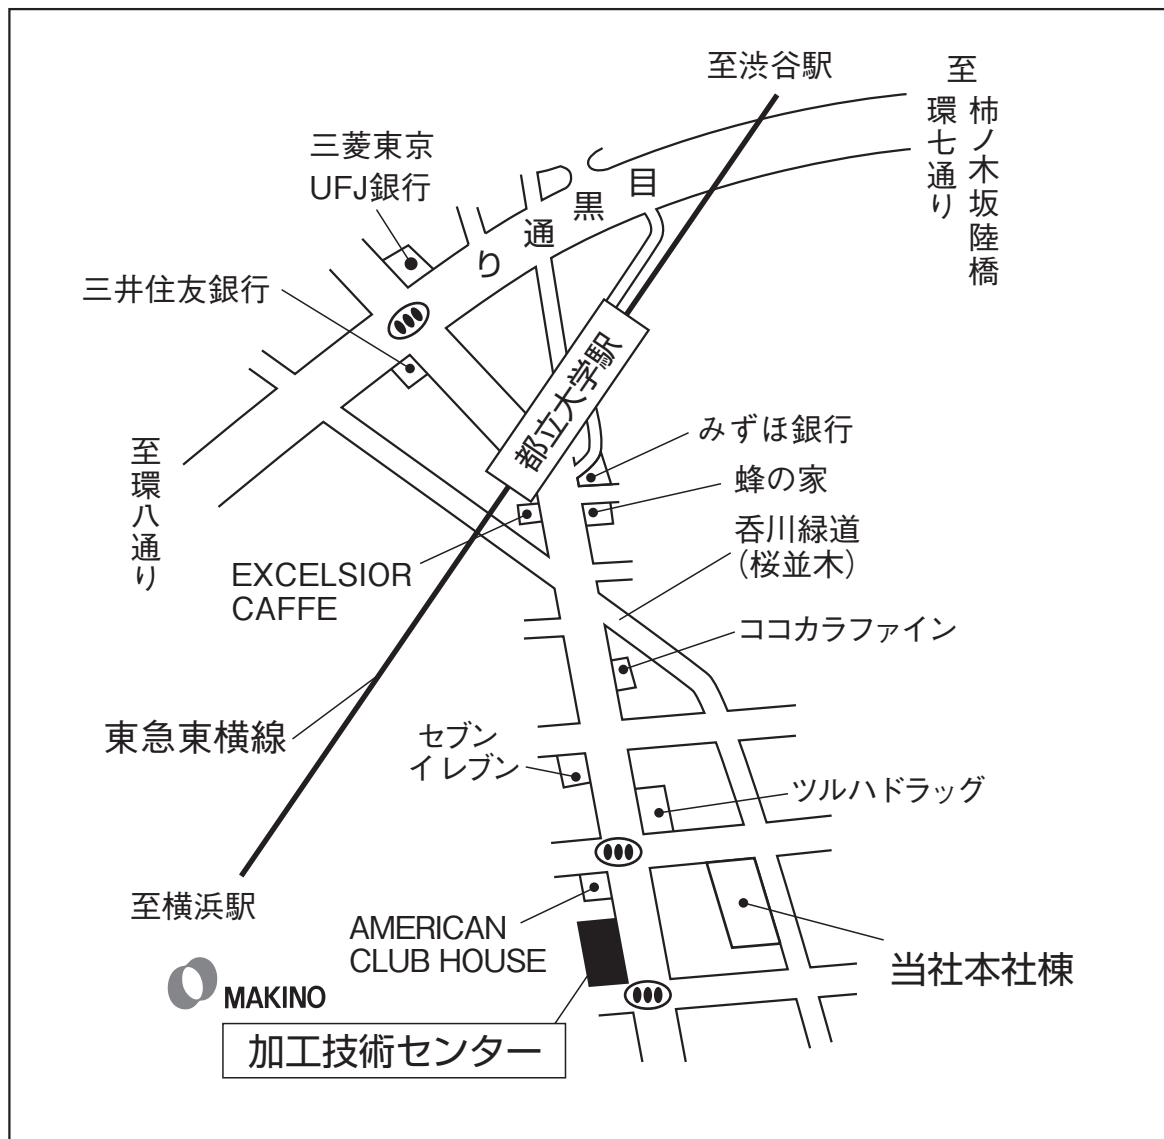 至渋谷駅
至
柿ノ木坂陸橋
環七通り
三菱東京
UFJ銀行
目黒通り
三井住友銀行
都立大学駅
みずほ銀行
至環八通り
蜂の家
呑川緑道
(桜並木)
EXCELSIOR
CAFFE
ココカラファイン
東急東横線
セブン
イレブン
ツルハドラッグ
至横浜駅
AMERICAN
CLUB HOUSE
当社本社棟
MAKINO
加工技術センター